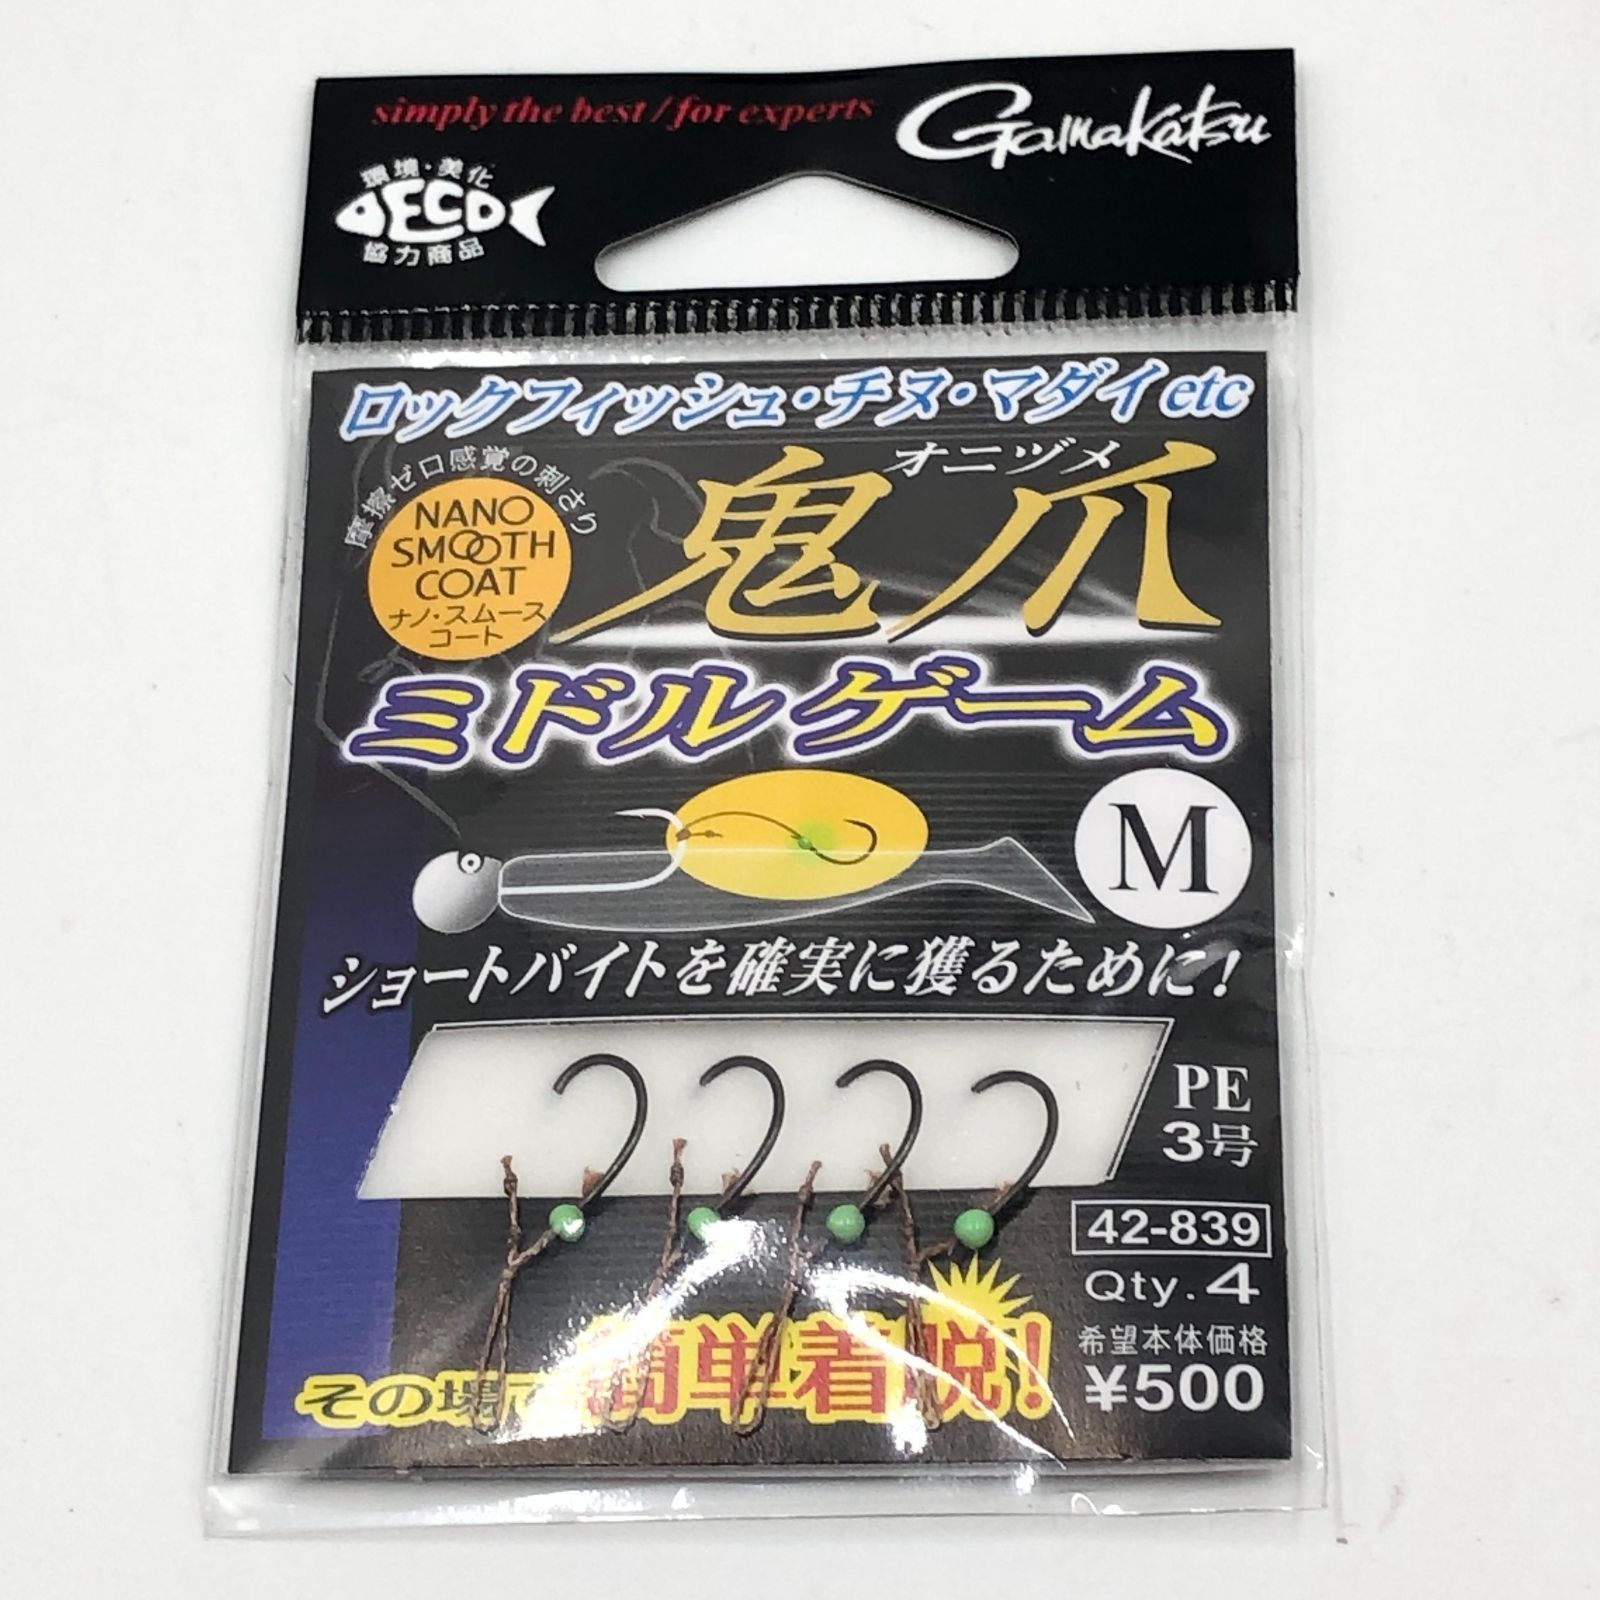 simply the best/for experts
Gamakatsu
環境・美化
ECO
協力商品
ロックフィッシュ・チヌ・マダイetc
摩擦ゼロ感覚の刺さり
NANO
SMOOTH
COAT
ナノ・スムース
コート
オニヅメ
鬼爪
ミドルゲーム
M
ショートバイトを確実に獲るために!
PE
3号
42-839
Qty.4
希望本体価格
¥500
その場で簡単着脱!